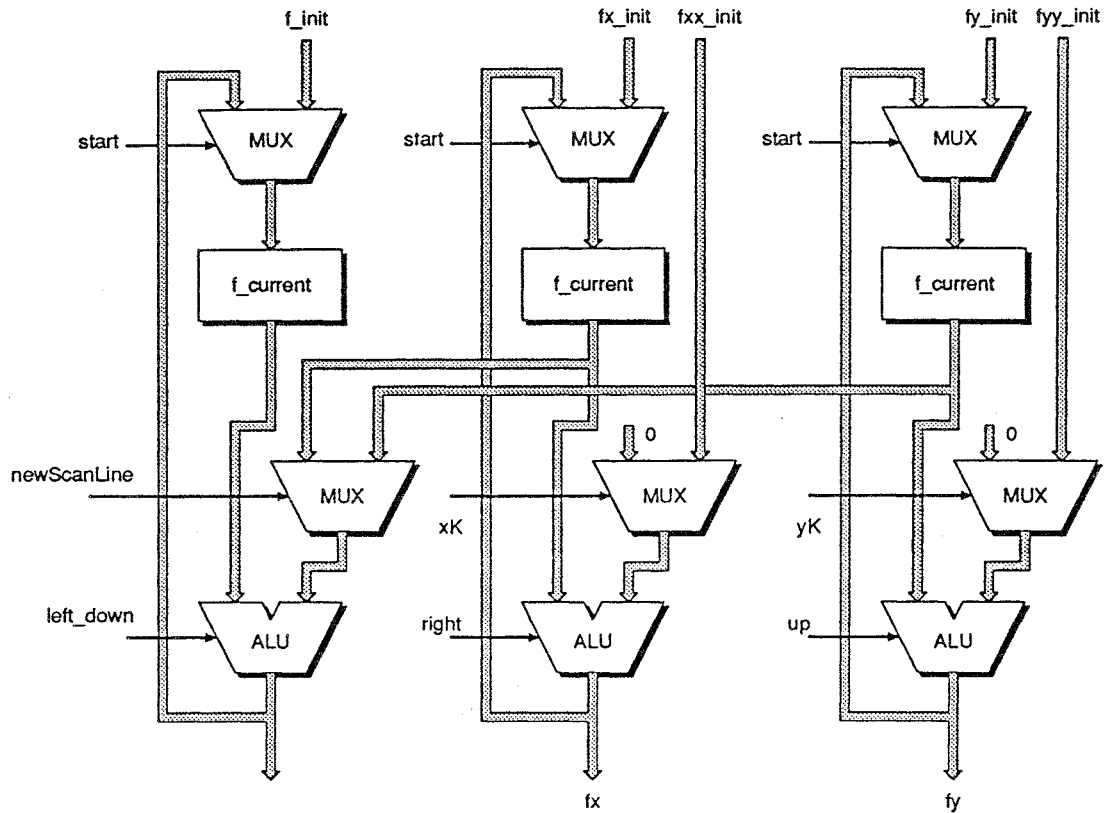 f_init fx_init fxx_init fy_init fyy_init
start MUX start MUX start MUX
f_current f_current f_current
0 0
newScanLine MUX MUX MUX
xK yK
left_down ALU right ALU up ALU
fx fy